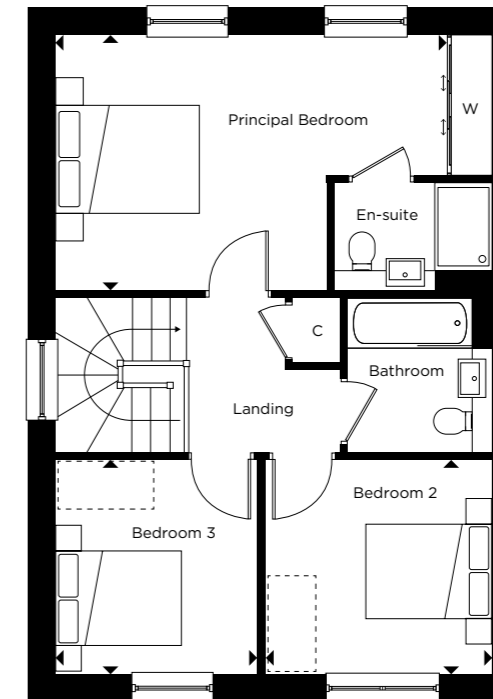 Principal Bedroom
W
En-suite
C
Bathroom
Landing
Bedroom 2
Bedroom 3